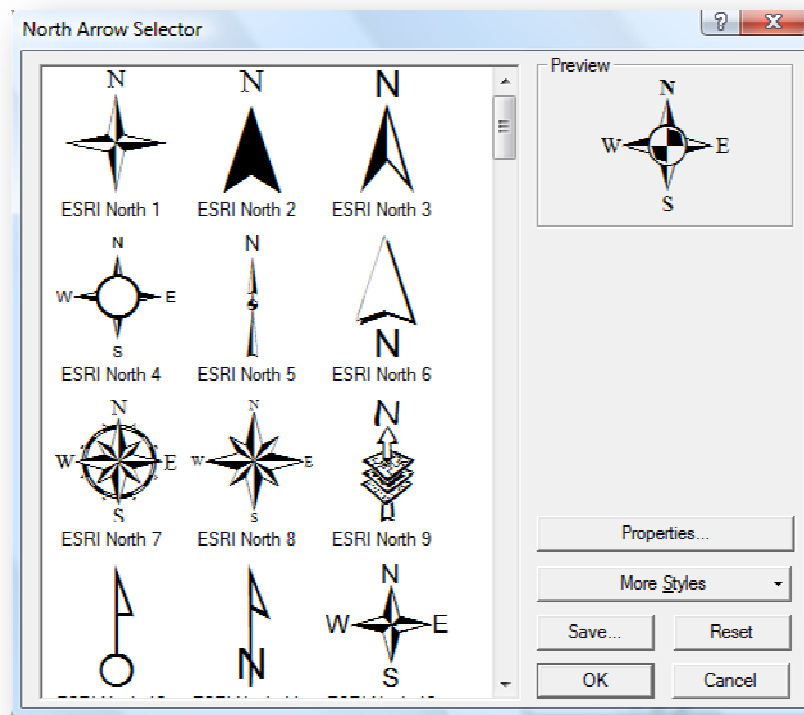 North Arrow Selector
N N N
ESRI North 1 ESRI North 2 ESRI North 3
N N
W E
S N
ESRI North 4 ESRI North 5 ESRI North 6
N N N
W E W E
S S
ESRI North 7 ESRI North 8 ESRI North 9
N
W E
N S
Preview
N
W E
S
Properties...
More Styles
Save... Reset
OK Cancel